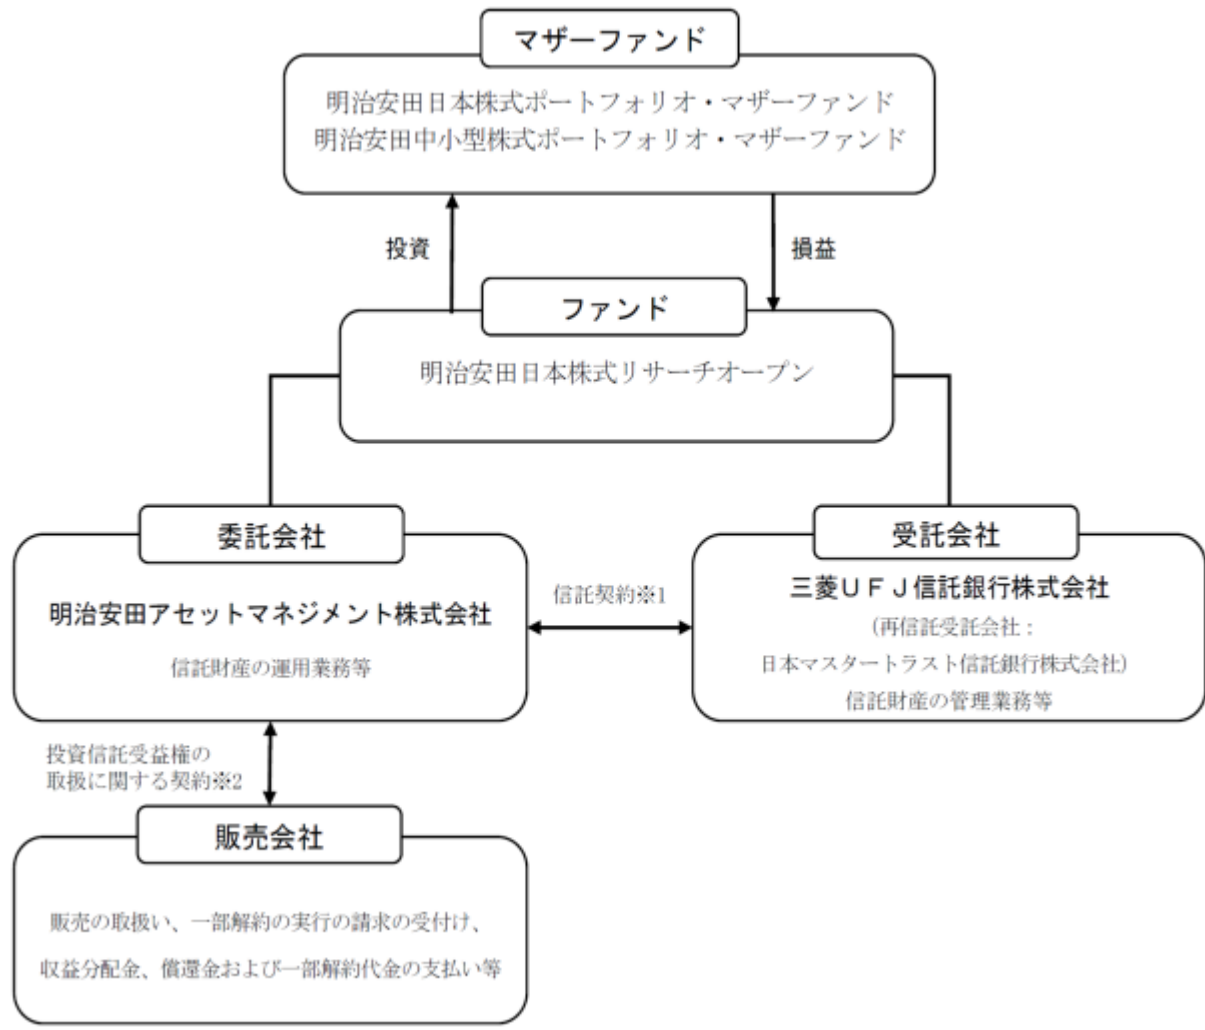 マザーファンド
明治安田日本株式ポートフォリオ・マザーファンド
明治安田中小型株式ポートフォリオ・マザーファンド
投資
損益
ファンド
明治安田日本株式リサーチオープン
委託会社
明治安田アセットマネジメント株式会社
信託財産の運用業務等
信託契約※1
受託会社
三菱ＵＦＪ信託銀行株式会社
(再信託受託会社：
日本マスタートラスト信託銀行株式会社)
信託財産の管理業務等
投資信託受益権の
取扱に関する契約※2
販売会社
販売の取扱い、一部解約の実行の請求の受付け、
収益分配金、償還金および一部解約代金の支払い等